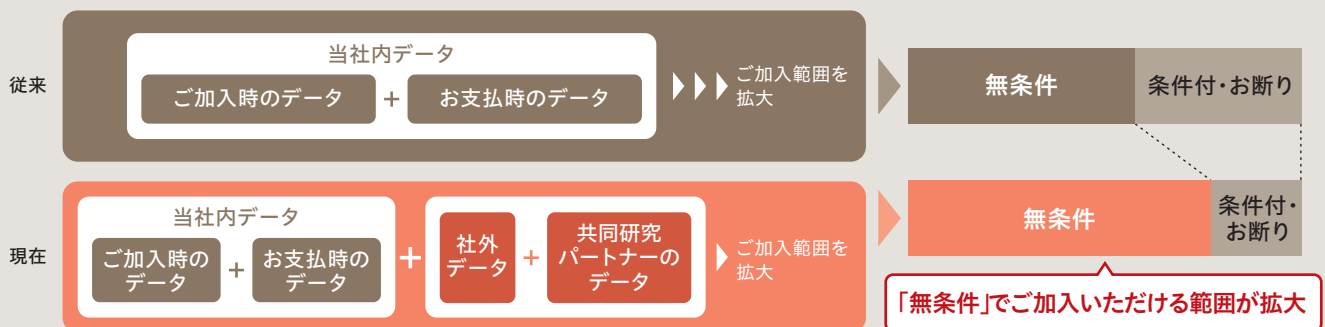 従来
当社内データ
ご加入時のデータ
+
お支払時のデータ
ご加入範囲を
拡大
無条件
条件付・お断り
現在
当社内データ
ご加入時の
データ
+
お支払時の
データ
+
社外
データ
+
共同研究
パートナーの
データ
ご加入範囲を
拡大
無条件
条件付・
お断り
「無条件」でご加入いただける範囲が拡大